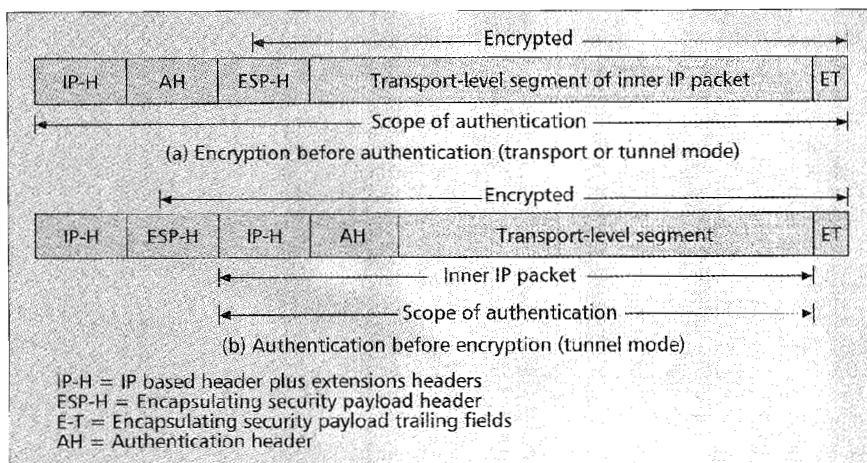 Encrypted
IP-H AH ESP-H Transport-level segment of inner IP packet ET
Scope of authentication
(a) Encryption before authentication (transport or tunnel mode)
Encrypted
IP-H ESP-H IP-H AH Transport-level segment ET
Inner IP packet
Scope of authentication
(b) Authentication before encryption (tunnel mode)
IP-H = IP based header plus extensions headers
ESP-H = Encapsulating security payload header
E-T = Encapsulating security payload trailing fields
AH = Authentication header